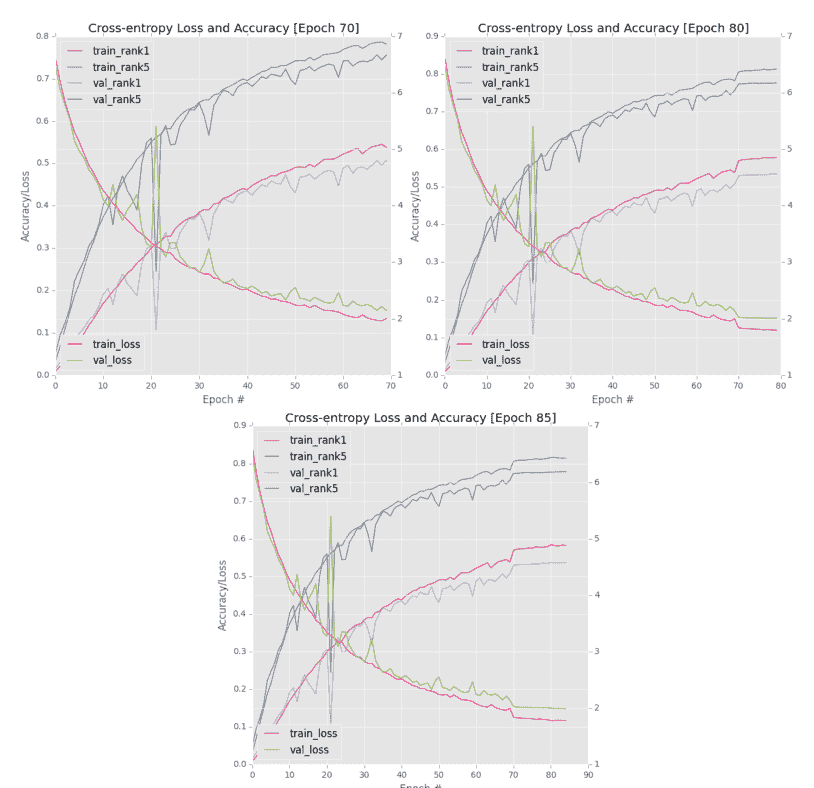 Cross-entropy Loss and Accuracy [Epoch 70]
0.8
0.7
0.6
0.5
0.4
0.3
0.2
0.1
0.0
Accuracy/Loss
train_rank1
train_rank5
val_rank1
val_rank5
train_loss
val_loss
7
6
5
4
3
2
1
0 10 20 30 40 50 60 70
Epoch #
Cross-entropy Loss and Accuracy [Epoch 80]
0.9
0.8
0.7
0.6
0.5
0.4
0.3
0.2
0.1
0.0
Accuracy/Loss
train_rank1
train_rank5
val_rank1
val_rank5
train_loss
val_loss
7
6
5
4
3
2
1
0 10 20 30 40 50 60 70 80
Epoch #
Cross-entropy Loss and Accuracy [Epoch 85]
0.9
0.8
0.7
0.6
0.5
0.4
0.3
0.2
0.1
0.0
Accuracy/Loss
train_rank1
train_rank5
val_rank1
val_rank5
train_loss
val_loss
7
6
5
4
3
2
1
0 10 20 30 40 50 60 70 80 90
Epoch #